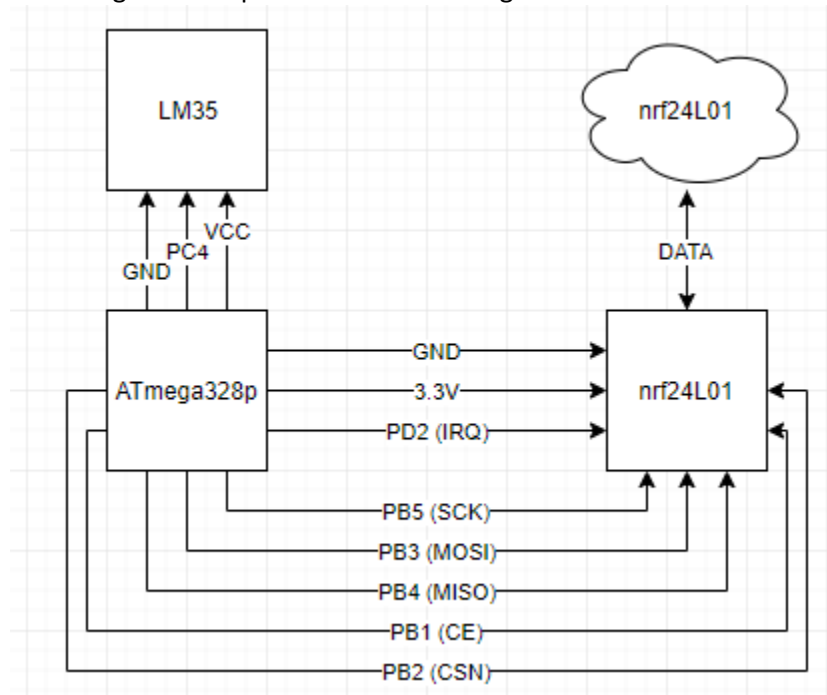 LM35
nrf24L01
VCC
PC4
GND
DATA
ATmega328p
GND
3.3V
PD2 (IRQ)
nrf24L01
PB5 (SCK)
PB3 (MOSI)
PB4 (MISO)
PB1 (CE)
PB2 (CSN)